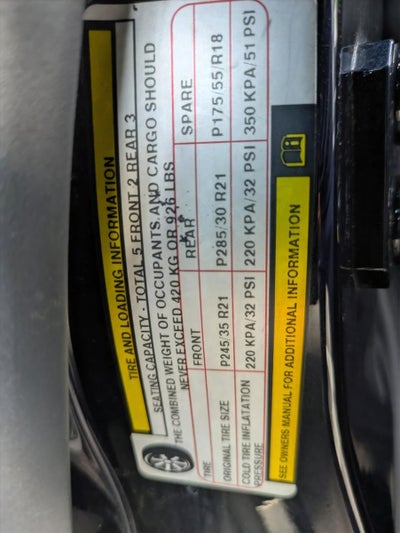 TIRE AND LOADING INFORMATION
SEATING CAPACITY - TOTAL 5 FRONT 2 REAR 3
THE COMBINED WEIGHT OF OCCUPANTS AND CARGO SHOULD
NEVER EXCEED 420 KG OR 926 LBS
TIRE FRONT REAR SPARE
ORIGINAL TIRE SIZE P245/35 R21 P285/30 R21 P175/55/R18
COLD TIRE INFLATATION PRESSURE 220 KPA/32 PSI 220 KPA/32 PSI 350 KPA/51 PSI
SEE OWNERS MANUAL FOR ADDITIONAL INFORMATION